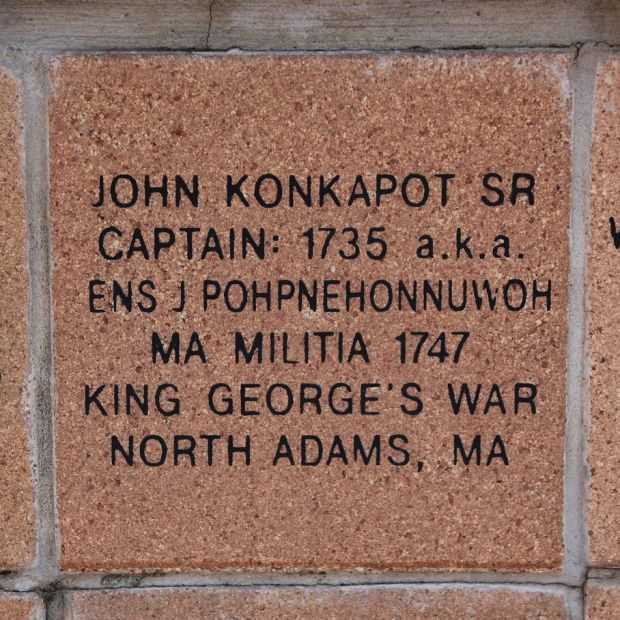 JOHN KONKAPOT SR
CAPTAIN: 1735 a.k.a.
ENS J POHPNEHONNUWOH
MA MILITIA 1747
KING GEORGE'S WAR
NORTH ADAMS, MA